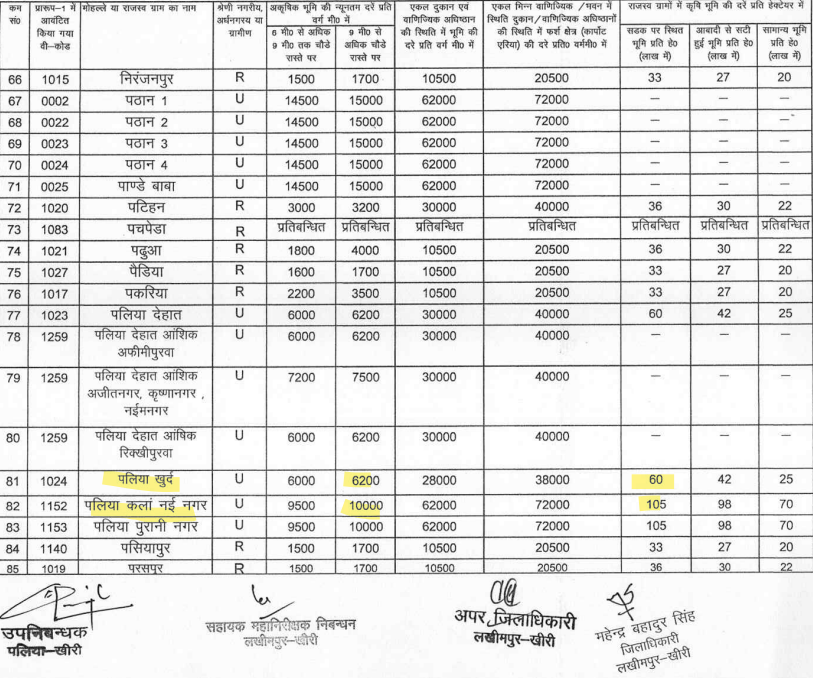 कम सं0 | प्रारूप-1 में आयंटित किया गया वी-कोड | मोहल्ले या राजस्व ग्राम का नाम | श्रेणी नगरीय, अर्धनगरय या ग्रामीण | अकृषिक भूमि की न्यूनतम दरें प्रति वर्ग मी0 में | एकल दुकान एवं वाणिज्यिक अधिष्ठान की स्थिति में भूमि की दरे प्रति वर्ग मी0 में | एकल भिन्न वाणिज्यिक /भवन में स्थिति दुकान/वाणिज्यिक अधिष्ठानों की स्थिति में फर्श क्षेत्र (कार्पोट एरिया) की दरे प्रति0 वर्गमी0 में | राजस्व ग्रामों में कृषि भूमि की दरें प्रति हेक्टेयर में
6 मी0 से अधिक 9 मी0 तक चौडे रास्ते पर | 9 मी0 से अधिक चौडे रास्ते पर | सडक पर स्थित भूमि प्रति हे0 (लाख में) | आबादी से सटी हुई भूमि प्रति हे0 (लाख में) | सामान्य भूमि प्रति हे0 (लाख में)
66 1015 निरंजनपुर R 1500 1700 10500 20500 33 27 20
67 0002 पठान 1 U 14500 15000 62000 72000 — — —
68 0022 पठान 2 U 14500 15000 62000 72000 — — —
69 0023 पठान 3 U 14500 15000 62000 72000 — — —
70 0024 पठान 4 U 14500 15000 62000 72000 — — —
71 0025 पाण्डे बाबा U 14500 15000 62000 72000 — — —
72 1020 पटिहन R 3000 3200 30000 40000 36 30 22
73 1083 पचपेडा R प्रतिबन्धित प्रतिबन्धित प्रतिबन्धित प्रतिबन्धित प्रतिबन्धित प्रतिबन्धित प्रतिबन्धित
74 1021 पढुआ R 1800 4000 10500 20500 36 30 22
75 1027 पैडिया R 1600 1700 10500 20500 33 27 20
76 1017 पकरिया R 2200 3500 10500 20500 33 27 20
77 1023 पलिया देहात U 6000 6200 30000 40000 60 42 25
78 1259 पलिया देहात आंशिक U 6000 6200 30000 40000 — — —
अफीमीपुरवा
79 1259 पलिया देहात आंशिक U 7200 7500 30000 40000 — — —
अजीतनगर, कृष्णानगर ,
नईमनगर
80 1259 पलिया देहात आंषिक U 6000 6200 30000 40000 — — —
रिक्खीपुरवा
81 1024 पलिया खुर्द U 6000 6200 28000 38000 60 42 25
82 1152 पलिया कलां नई नगर U 9500 10000 62000 72000 105 98 70
83 1153 पलिया पुरानी नगर U 9500 10000 62000 72000 105 98 70
84 1140 पसियापुर R 1500 1700 10500 20500 33 27 20
85 1019 परसपुर R 1500 1700 10500 20500 36 30 22
उपनिबन्धक
पलिया-खीरी
सहायक महानिरीक्षक निबन्धन
लखीमपुर-खीरी
अपर जिलाधिकारी
लखीमपुर-खीरी
महेन्द्र बहादुर सिंह
जिलाधिकारी
लखीमपुर-खीरी